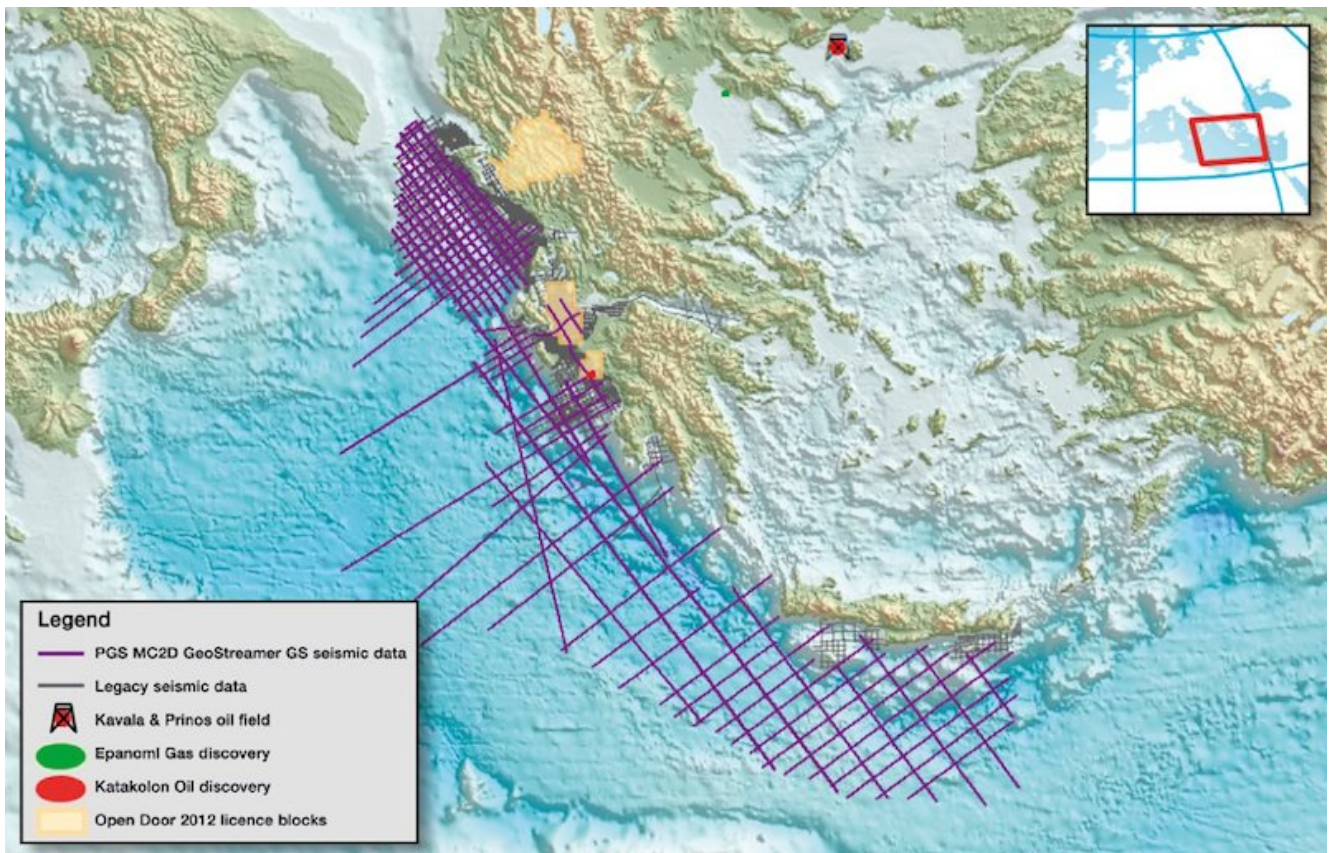 Legend
PGS MC2D GeoStreamer GS seismic data
Legacy seismic data
Kavala & Prinos oil field
Epanomi Gas discovery
Katakolon Oil discovery
Open Door 2012 licence blocks